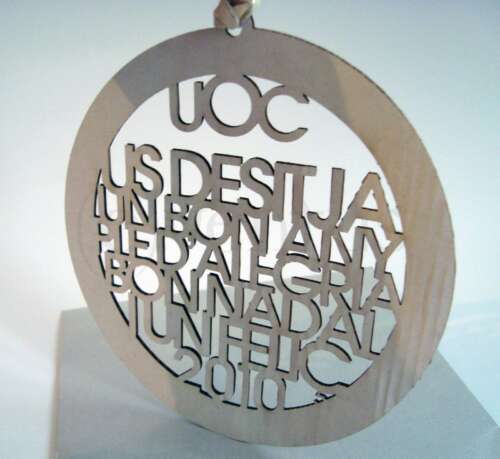 UOC
US DESITJA
UN BON ANY
PLE D'ALEGRIA
BON NADAL
I UN FELIÇ
2010